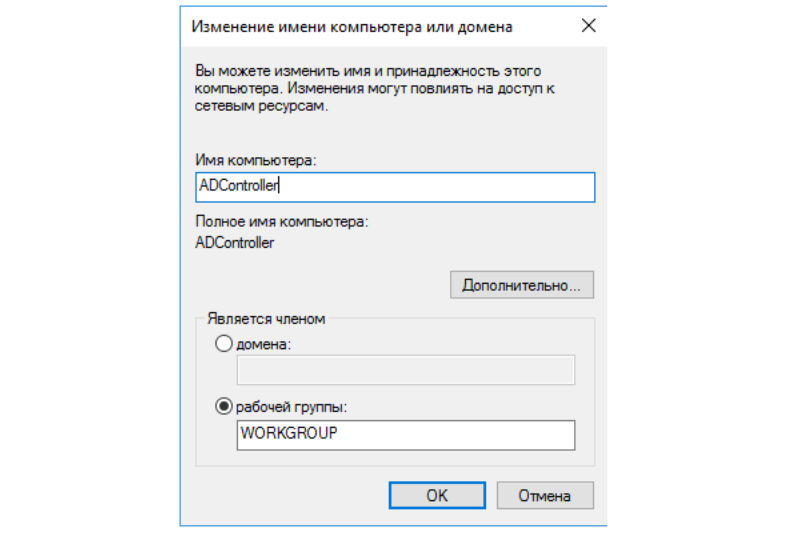 Изменение имени компьютера или домена
Вы можете изменить имя и принадлежность этого
компьютера. Изменения могут повлиять на доступ к
сетевым ресурсам.
Имя компьютера:
ADController
Полное имя компьютера:
ADController
Дополнительно...
Является членом
домена:
рабочей группы:
WORKGROUP
OK
Отмена